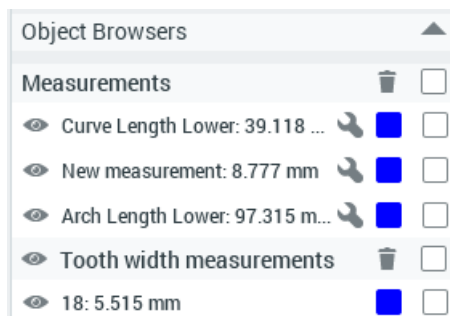 Object Browsers
Measurements
Curve Length Lower: 39.118 ...
New measurement: 8.777 mm
Arch Length Lower: 97.315 m...
Tooth width measurements
18: 5.515 mm